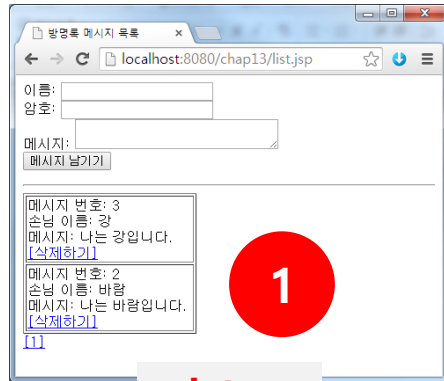 방명록 메시지 목록
localhost:8080/chap13/list.jsp
이름:
암호:
메시지:
메시지 남기기
메시지 번호: 3
손님 이름: 강
메시지: 나는 강입니다.
[삭제하기]
메시지 번호: 2
손님 이름: 바람
메시지: 나는 바람입니다.
[삭제하기]
[1]
1